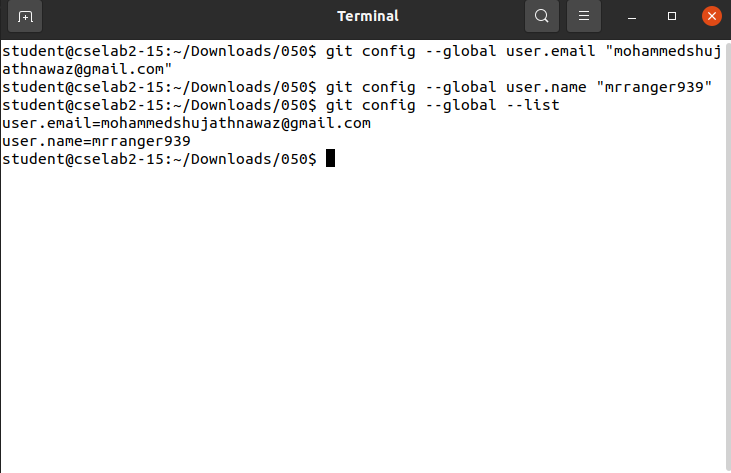 Terminal
student@cselab2-15:~/Downloads/050$ git config --global user.email "mohammedshuj
athnawaz@gmail.com"
student@cselab2-15:~/Downloads/050$ git config --global user.name "mrranger939"
student@cselab2-15:~/Downloads/050$ git config --global --list
user.email=mohammedshujathnawaz@gmail.com
user.name=mrranger939
student@cselab2-15:~/Downloads/050$